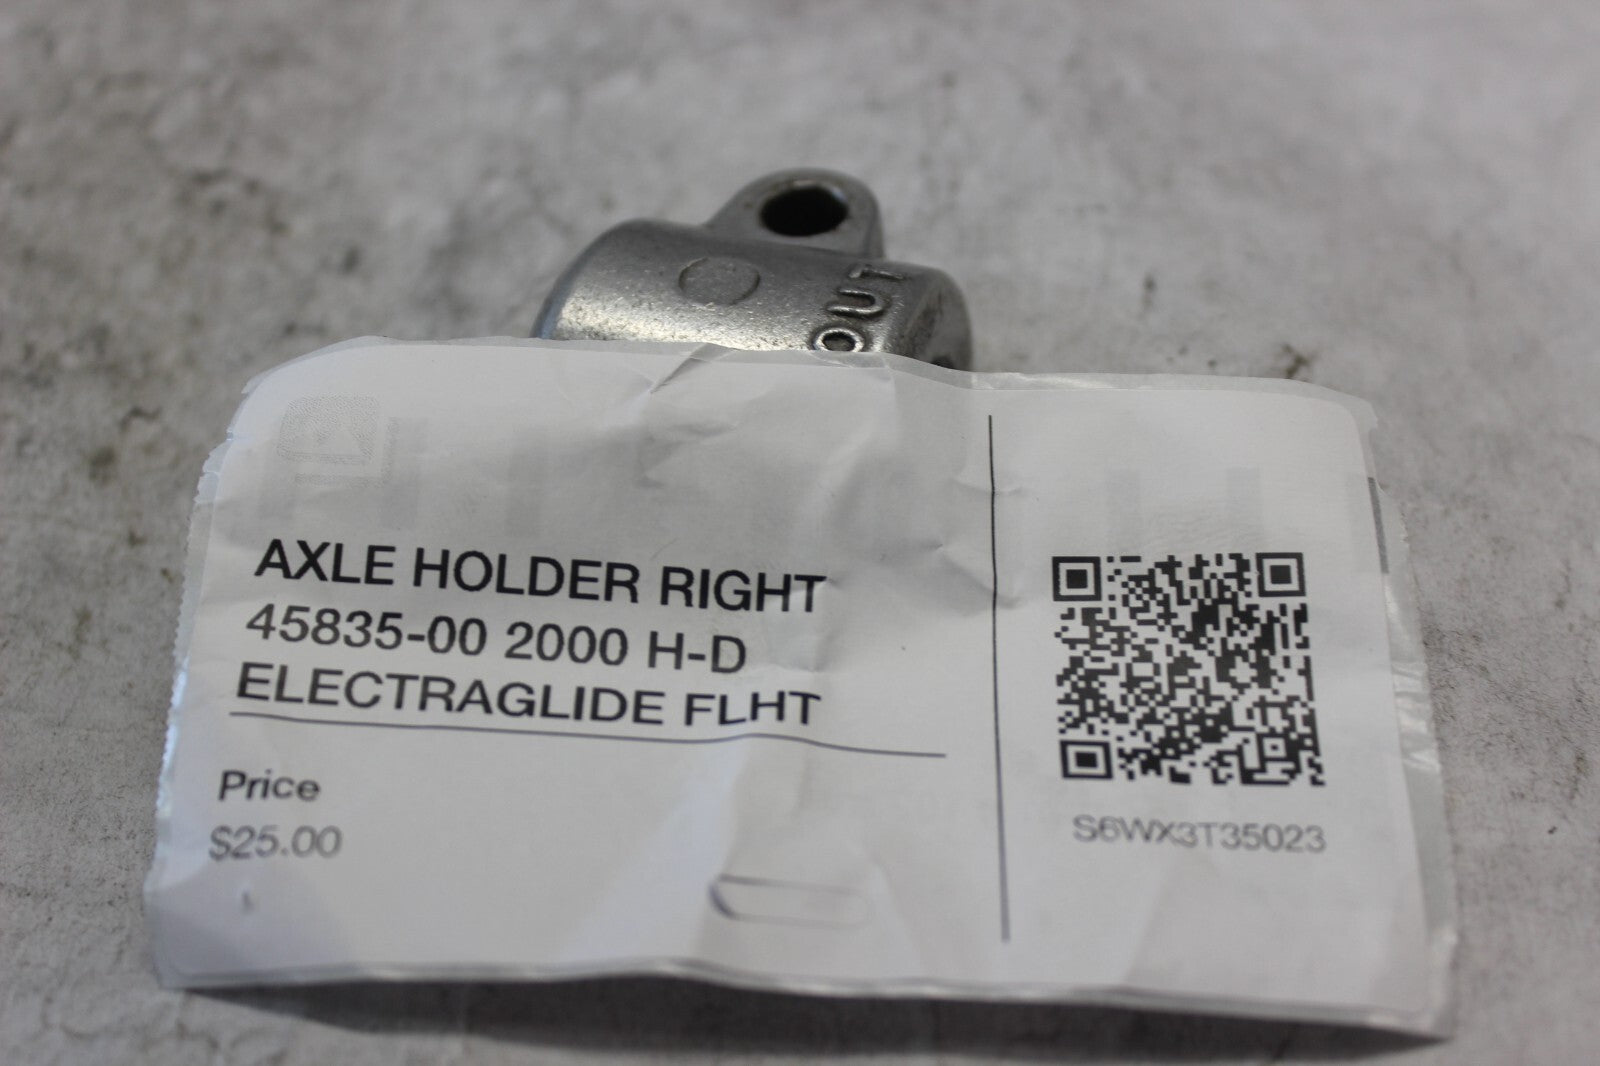 OUT
AXLE HOLDER RIGHT
45835-00 2000 H-D
ELECTRAGLIDE FLHT
Price
$25.00
S6WX3T35023